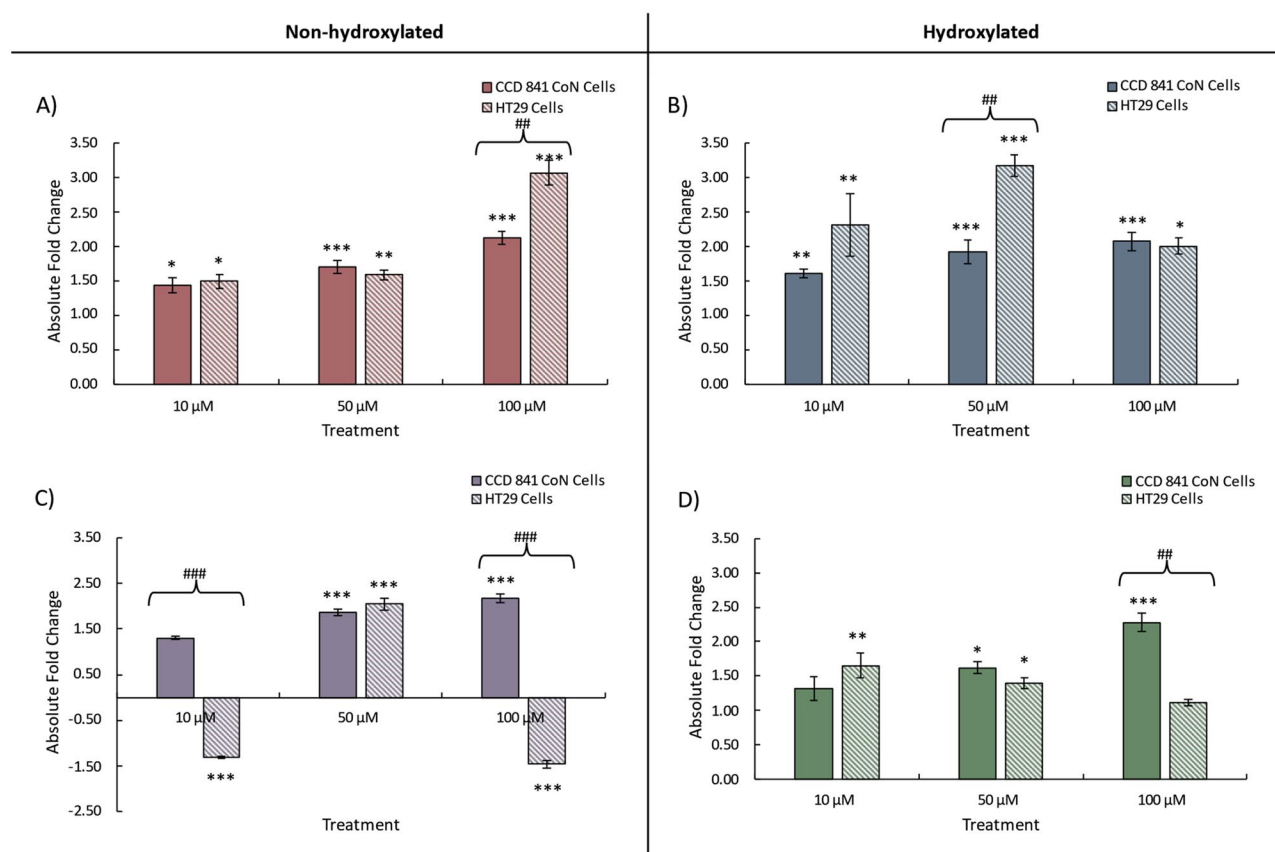 Non-hydroxylated
Hydroxylated
A)
CCD 841 CoN Cells
HT29 Cells
##
3.50
3.00
2.50
2.00
1.50
1.00
0.50
0.00
Absolute Fold Change
*
*
***
**
***
***
10 µM
50 µM
100 µM
Treatment
B)
CCD 841 CoN Cells
HT29 Cells
##
3.50
3.00
2.50
2.00
1.50
1.00
0.50
0.00
Absolute Fold Change
**
**
***
***
***
*
10 µM
50 µM
100 µM
Treatment
C)
CCD 841 CoN Cells
HT29 Cells
3.50
2.50
1.50
0.50
-0.50
-1.50
-2.50
Absolute Fold Change
###
###
***
***
***
***
***
10 µM
50 µM
100 µM
Treatment
D)
CCD 841 CoN Cells
HT29 Cells
##
3.50
3.00
2.50
2.00
1.50
1.00
0.50
0.00
Absolute Fold Change
**
*
*
***
10 µM
50 µM
100 µM
Treatment